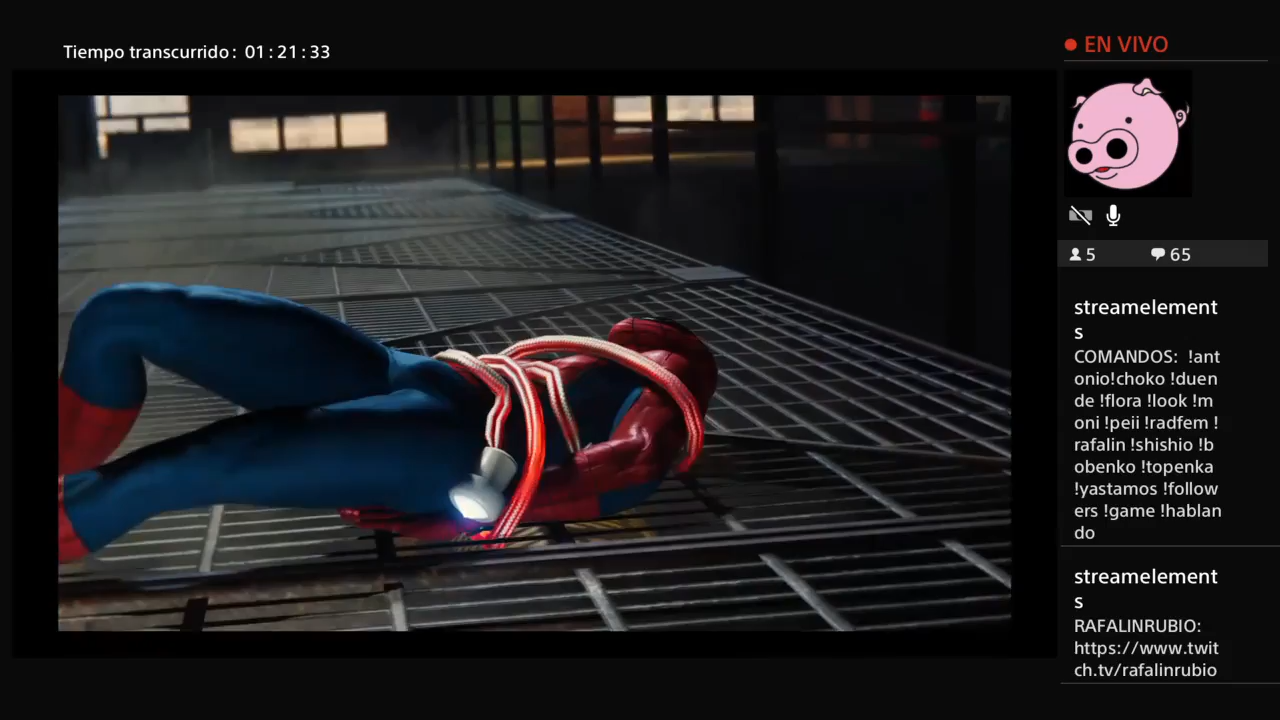 Tiempo transcurrido: 01:21:33
EN VIVO
5 65
streamelement
s
COMANDOS: !ant
onio!choko !duen
de !flora !look !m
oni !peii !radfem !
rafalin !shishio !b
obenko !topenka
!yastamos !follow
ers !game !hablan
do
streamelement
s
RAFALINRUBIO:
https://www.twit
ch.tv/rafalinrubio